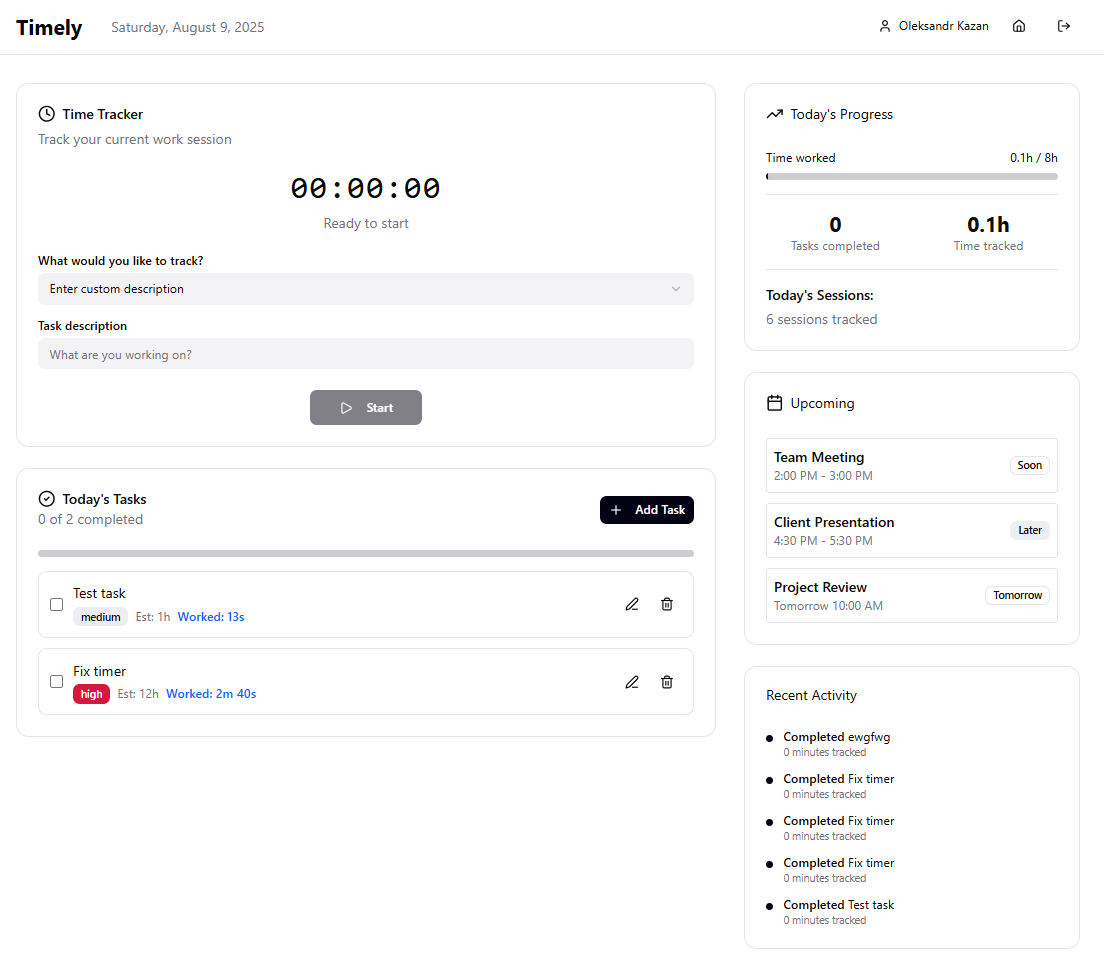 Timely
Saturday, August 9, 2025
Oleksandr Kazan
Time Tracker
Track your current work session
00:00:00
Ready to start
What would you like to track?
Enter custom description
Task description
What are you working on?
Start
Today's Tasks
0 of 2 completed
Add Task
Test task
medium Est: 1h Worked: 13s
Fix timer
high Est: 12h Worked: 2m 40s
Today's Progress
Time worked 0.1h / 8h
0 0.1h
Tasks completed Time tracked
Today's Sessions:
6 sessions tracked
Upcoming
Team Meeting
2:00 PM - 3:00 PM
Soon
Client Presentation
4:30 PM - 5:30 PM
Later
Project Review
Tomorrow 10:00 AM
Tomorrow
Recent Activity
Completed ewgfwg
0 minutes tracked
Completed Fix timer
0 minutes tracked
Completed Fix timer
0 minutes tracked
Completed Fix timer
0 minutes tracked
Completed Test task
0 minutes tracked